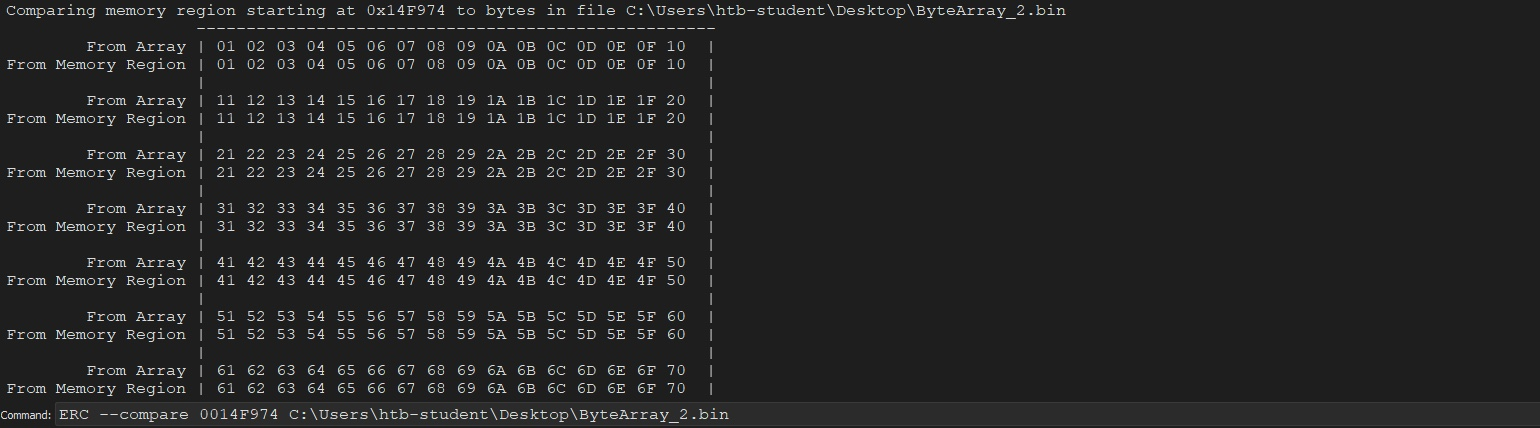 Comparing memory region starting at 0x14F974 to bytes in file C:\Users\htb-student\Desktop\ByteArray_2.bin
----------------------------------------------------
From Array | 01 02 03 04 05 06 07 08 09 0A 0B 0C 0D 0E 0F 10 |
From Memory Region | 01 02 03 04 05 06 07 08 09 0A 0B 0C 0D 0E 0F 10 |
| |
From Array | 11 12 13 14 15 16 17 18 19 1A 1B 1C 1D 1E 1F 20 |
From Memory Region | 11 12 13 14 15 16 17 18 19 1A 1B 1C 1D 1E 1F 20 |
| |
From Array | 21 22 23 24 25 26 27 28 29 2A 2B 2C 2D 2E 2F 30 |
From Memory Region | 21 22 23 24 25 26 27 28 29 2A 2B 2C 2D 2E 2F 30 |
| |
From Array | 31 32 33 34 35 36 37 38 39 3A 3B 3C 3D 3E 3F 40 |
From Memory Region | 31 32 33 34 35 36 37 38 39 3A 3B 3C 3D 3E 3F 40 |
| |
From Array | 41 42 43 44 45 46 47 48 49 4A 4B 4C 4D 4E 4F 50 |
From Memory Region | 41 42 43 44 45 46 47 48 49 4A 4B 4C 4D 4E 4F 50 |
| |
From Array | 51 52 53 54 55 56 57 58 59 5A 5B 5C 5D 5E 5F 60 |
From Memory Region | 51 52 53 54 55 56 57 58 59 5A 5B 5C 5D 5E 5F 60 |
| |
From Array | 61 62 63 64 65 66 67 68 69 6A 6B 6C 6D 6E 6F 70 |
From Memory Region | 61 62 63 64 65 66 67 68 69 6A 6B 6C 6D 6E 6F 70 |
Command: ERC --compare 0014F974 C:\Users\htb-student\Desktop\ByteArray_2.bin